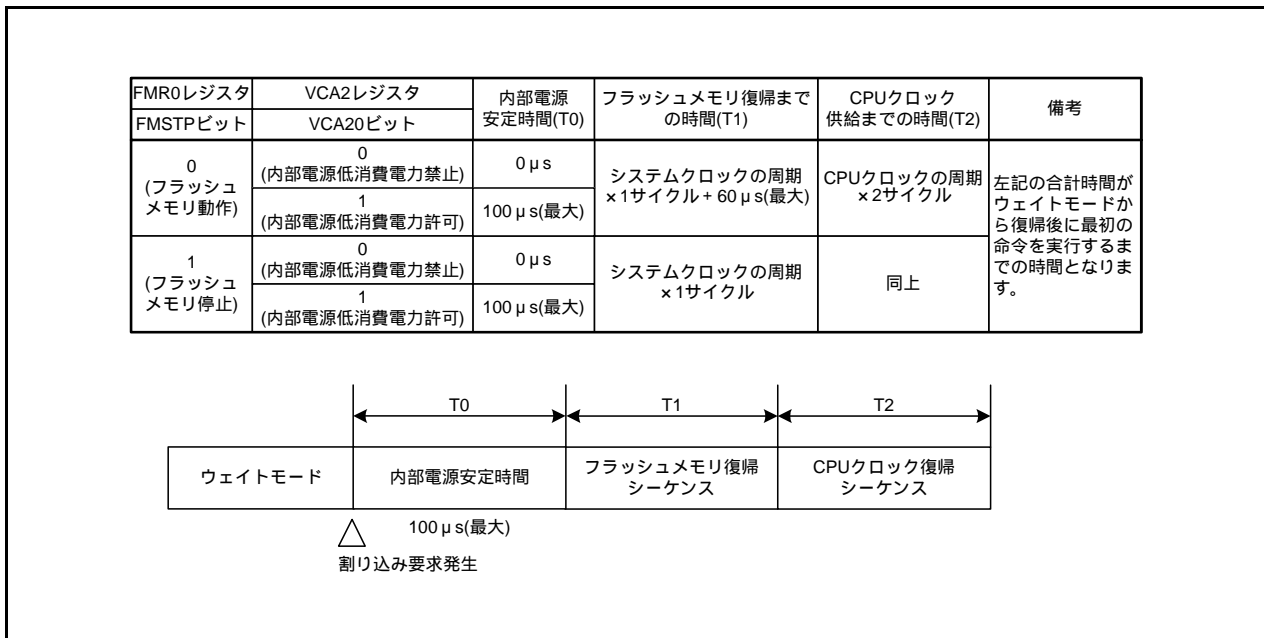 FMR0レジスタ
FMSTPビット
VCA2レジスタ
VCA20ビット
内部電源
安定時間(T0)
フラッシュメモリ復帰まで
の時間(T1)
CPUクロック
供給までの時間(T2)
備考
0
(フラッシュ
メモリ動作)
0
(内部電源低消費電力禁止)
0μs
1
(内部電源低消費電力許可)
100μs(最大)
システムクロックの周期
×1サイクル+60μs(最大)
CPUクロックの周期
×2サイクル
左記の合計時間が
ウェイトモードか
ら復帰後に最初の
命令を実行するま
での時間となりま
す。
1
(フラッシュ
メモリ停止)
0
(内部電源低消費電力禁止)
0μs
1
(内部電源低消費電力許可)
100μs(最大)
システムクロックの周期
×1サイクル
同上
T0
T1
T2
ウェイトモード
内部電源安定時間
フラッシュメモリ復帰
シーケンス
CPUクロック復帰
シーケンス
100μs(最大)
割り込み要求発生